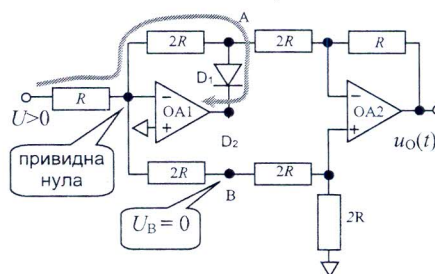 A
2R
2R
R
D₁
R
U>0
−
OA1
+
−
OA2
+
D₂
uO(t)
привидна
нула
2R
B
2R
UB = 0
2R